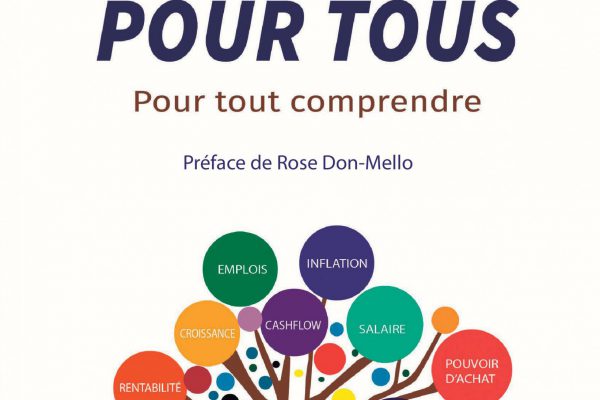 POUR TOUS
Pour tout comprendre
Préface de Rose Don-Mello
INFLATION
EMPLOIS
CROISSANCE
CASHFLOW
SALAIRE
POUVOIR
D'ACHAT
RENTABILITÉ